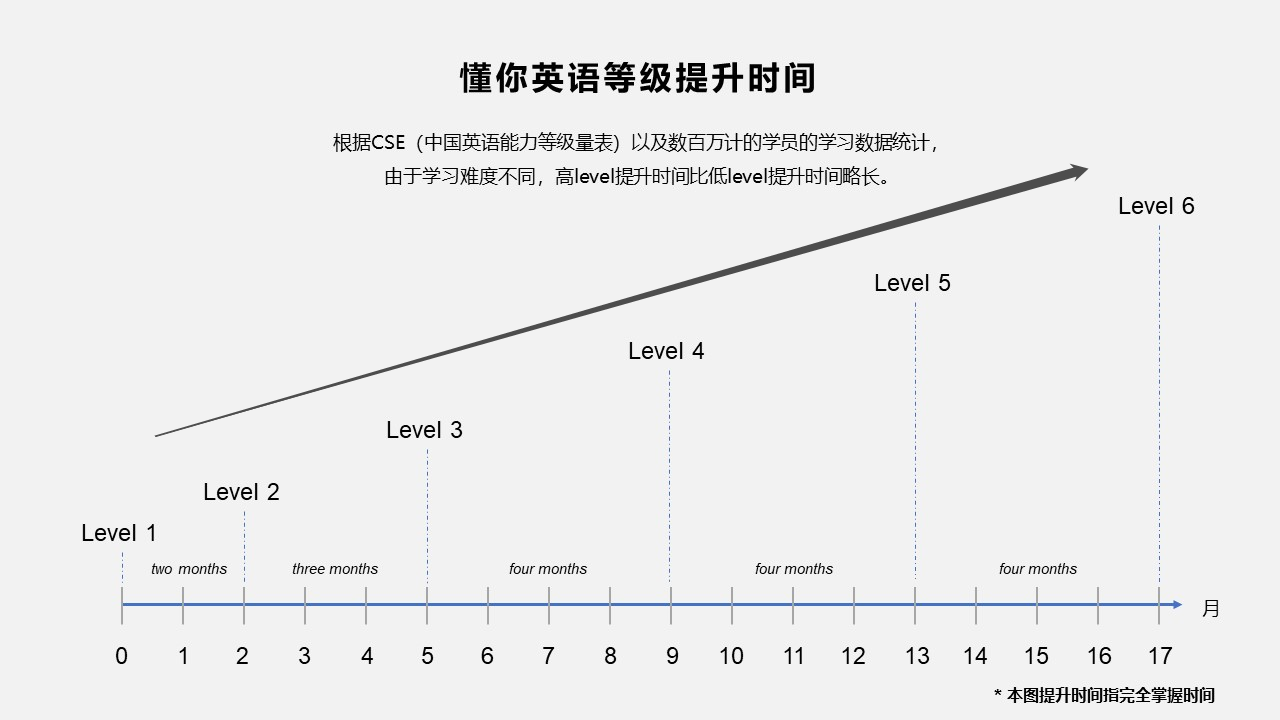 懂你英语等级提升时间
根据CSE（中国英语能力等级量表）以及数百万计的学员的学习数据统计，
由于学习难度不同，高level提升时间比低level提升时间略长。
Level 6
Level 5
Level 4
Level 3
Level 2
Level 1
two months three months four months four months four months
月
0 1 2 3 4 5 6 7 8 9 10 11 12 13 14 15 16 17
* 本图提升时间指完全掌握时间